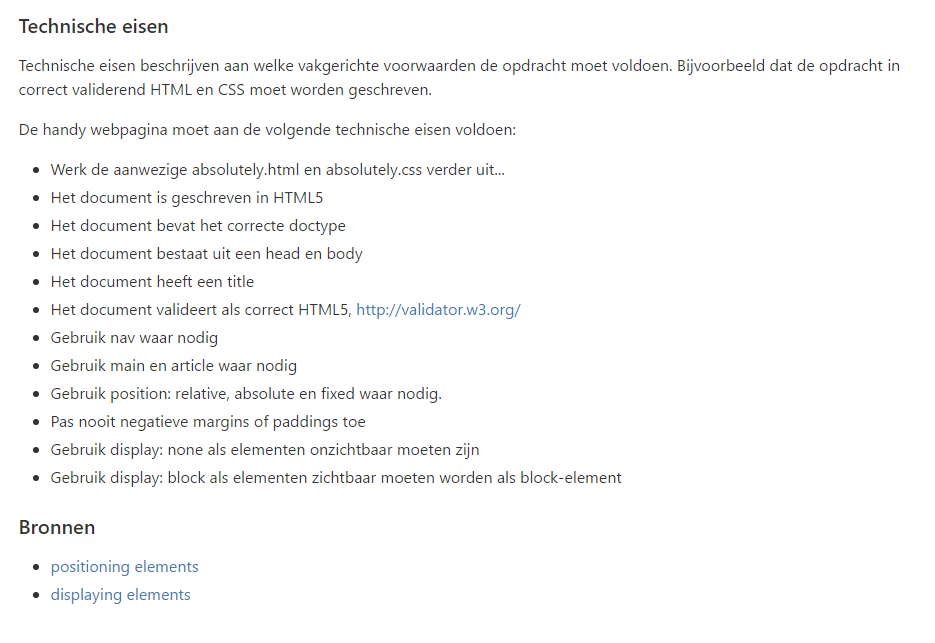 Technische eisen
Technische eisen beschrijven aan welke vakgerichte voorwaarden de opdracht moet voldoen. Bijvoorbeeld dat de opdracht in
correct validerend HTML en CSS moet worden geschreven.
De handy webpagina moet aan de volgende technische eisen voldoen:
Werk de aanwezige absolutely.html en absolutely.css verder uit...
Het document is geschreven in HTML5
Het document bevat het correcte doctype
Het document bestaat uit een head en body
Het document heeft een title
Het document valideert als correct HTML5, http://validator.w3.org/
Gebruik nav waar nodig
Gebruik main en article waar nodig
Gebruik position: relative, absolute en fixed waar nodig.
Pas nooit negatieve margins of paddings toe
Gebruik display: none als elementen onzichtbaar moeten zijn
Gebruik display: block als elementen zichtbaar moeten worden als block-element
Bronnen
positioning elements
displaying elements